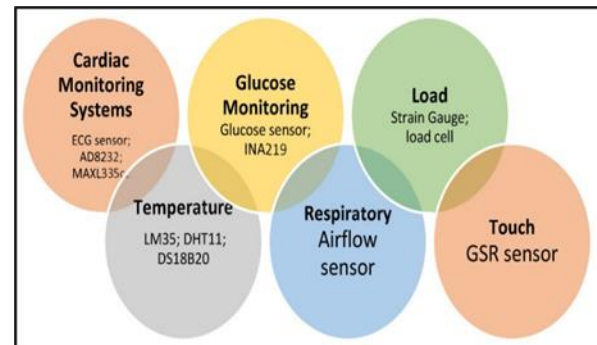 Cardiac
Monitoring
Systems
ECG sensor;
AD8232;
MAXL335c.
Glucose
Monitoring
Glucose sensor;
INA219
Load
Strain Gauge;
load cell
Temperature
LM35; DHT11;
DS18B20
Respiratory
Airflow
sensor
Touch
GSR sensor